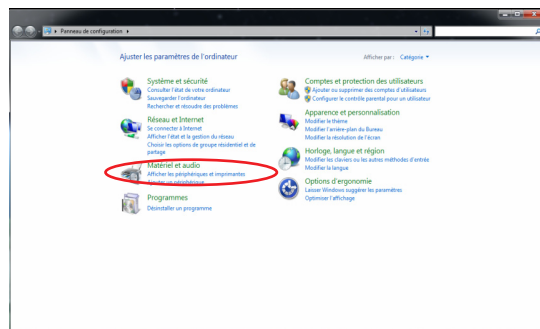 Panneau de configuration
Ajuster les paramètres de l'ordinateur
Afficher par : Catégorie
Système et sécurité
Consulter l'état de votre ordinateur
Sauvegarder l'ordinateur
Rechercher et résoudre des problèmes
Réseau et Internet
Se connecter à Internet
Afficher l'état et la gestion du réseau
Choisir les options de groupe résidentiel et de
partage
Matériel et audio
Afficher les périphériques et imprimantes
Ajouter un périphérique
Programmes
Désinstaller un programme
Comptes et protection des utilisateurs
Ajouter ou supprimer des comptes d'utilisateurs
Configurer le contrôle parental pour un utilisateur
Apparence et personnalisation
Modifier le thème
Modifier l'arrière-plan du Bureau
Modifier la résolution de l'écran
Horloge, langue et région
Modifier les claviers ou les autres méthodes d'entrée
Modifier la langue
Options d'ergonomie
Laisser Windows suggérer les paramètres
Optimiser l'affichage